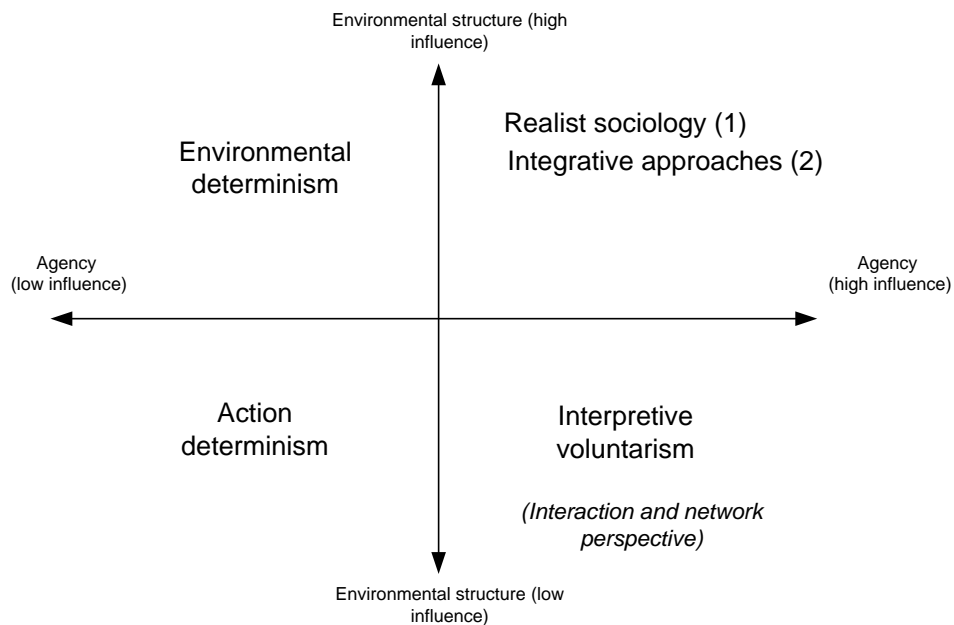 Environmental structure (high
influence)
Realist sociology (1)
Integrative approaches (2)
Environmental
determinism
Agency
(low influence)
Agency
(high influence)
Action
determinism
Interpretive
voluntarism
(Interaction and network
perspective)
Environmental structure (low
influence)